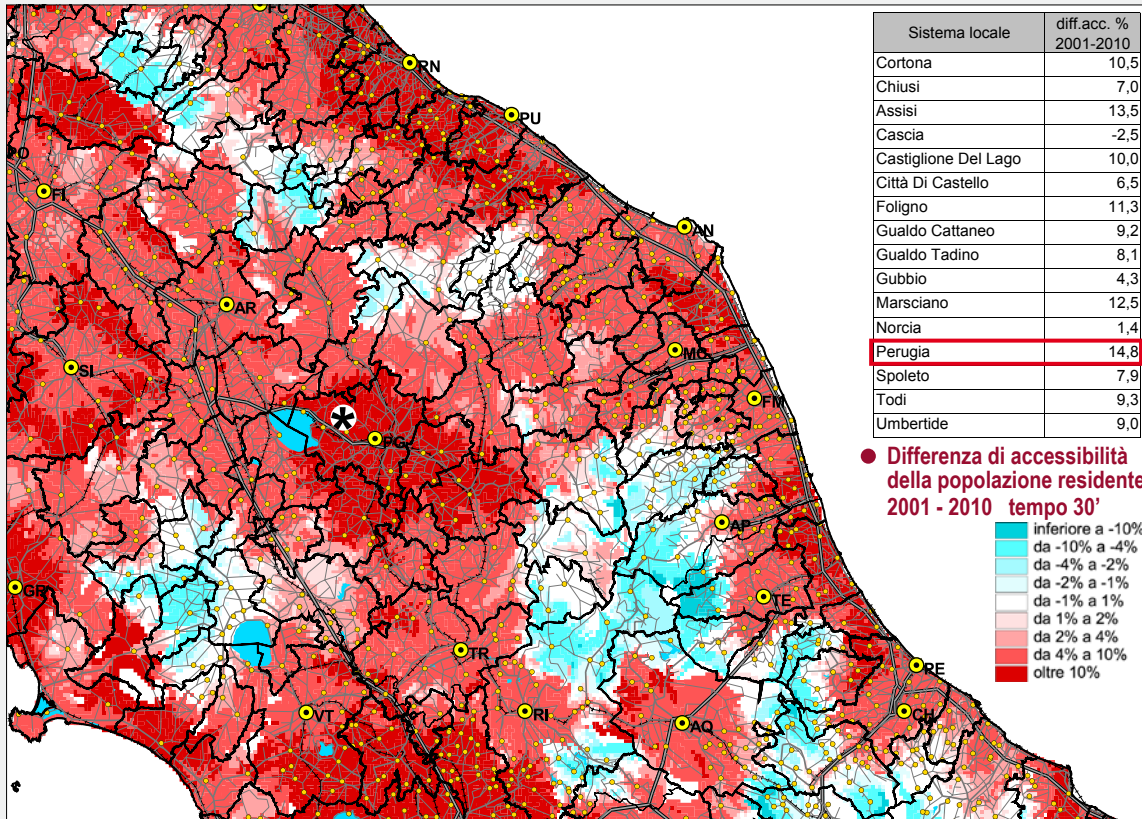 FC
RN
PU
FI
AN
AR
SI
MC
FM
PG
AP
GR
TE
TR
PE
VT
RI
AQ
CH
*
Sistema locale diff.acc. % 2001-2010
Cortona 10,5
Chiusi 7,0
Assisi 13,5
Cascia -2,5
Castiglione Del Lago 10,0
Città Di Castello 6,5
Foligno 11,3
Gualdo Cattaneo 9,2
Gualdo Tadino 8,1
Gubbio 4,3
Marsciano 12,5
Norcia 1,4
Perugia 14,8
Spoleto 7,9
Todi 9,3
Umbertide 9,0
● Differenza di accessibilità
della popolazione residente
2001 - 2010 tempo 30'
inferiore a -10%
da -10% a -4%
da -4% a -2%
da -2% a -1%
da -1% a 1%
da 1% a 2%
da 2% a 4%
da 4% a 10%
oltre 10%